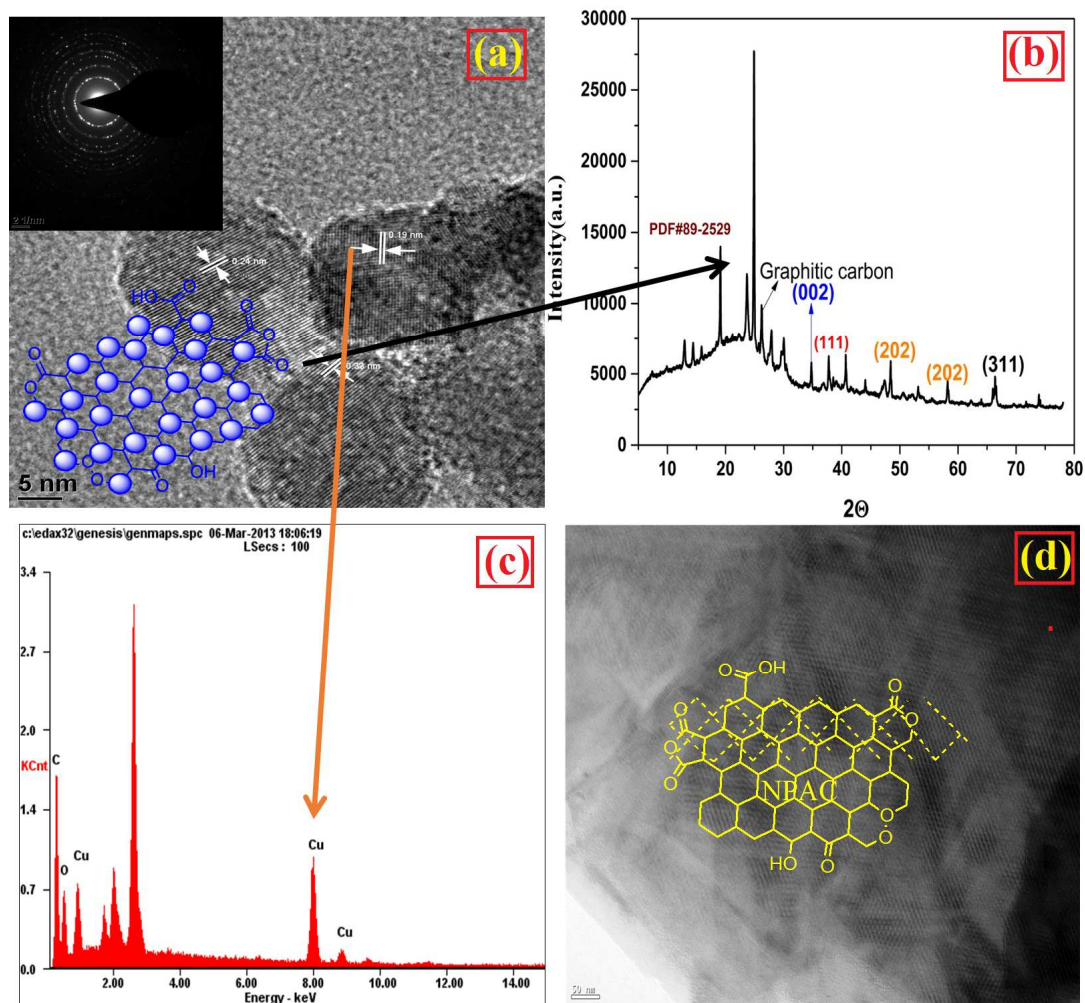 (a)
2 1/nm
0.24 nm
0.19 nm
0.33 nm
HO
O
O
O
O
O
O
O
O
O
OH
5 nm
(b)
30000
25000
20000
15000
10000
5000
0
Intensity(a.u.)
PDF#89-2529
Graphitic carbon
(002)
(111)
(202)
(202)
(311)
10 20 30 40 50 60 70 80
2Θ
c:\edax32\genesis\genmaps.spc 06-Mar-2013 18:06:19
LSecs : 100
(c)
3.4
2.7
2.0
1.4
0.7
0.0
KCnt
C
O
Cu
Cu
Cu
2.00 4.00 6.00 8.00 10.00 12.00 14.00
Energy - keV
(d)
O
OH
O
O
O
O
O
NPAC
O
O
HO
O
50 nm